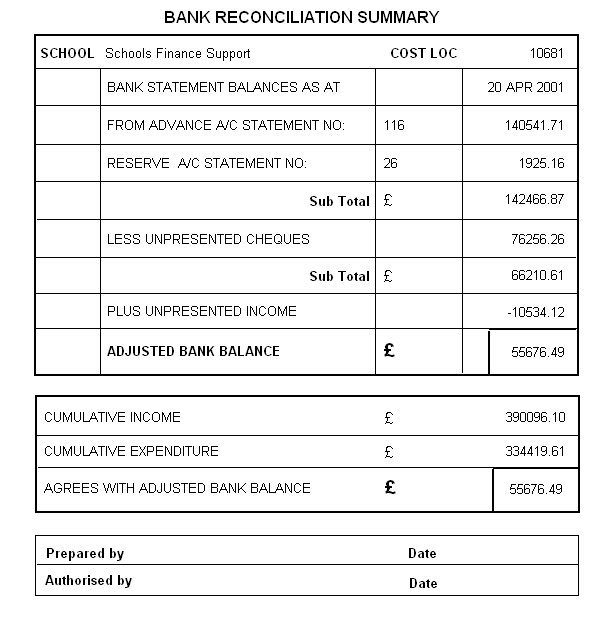 BANK RECONCILIATION SUMMARY
SCHOOL Schools Finance Support COST LOC 10681
BANK STATEMENT BALANCES AS AT 20 APR 2001
FROM ADVANCE A/C STATEMENT NO: 116 140541.71
RESERVE A/C STATEMENT NO: 26 1925.16
Sub Total £ 142466.87
LESS UNPRESENTED CHEQUES 76256.26
Sub Total £ 66210.61
PLUS UNPRESENTED INCOME -10534.12
ADJUSTED BANK BALANCE £ 55676.49
CUMULATIVE INCOME £ 390096.10
CUMULATIVE EXPENDITURE £ 334419.61
AGREES WITH ADJUSTED BANK BALANCE £ 55676.49
Prepared by Date
Authorised by Date